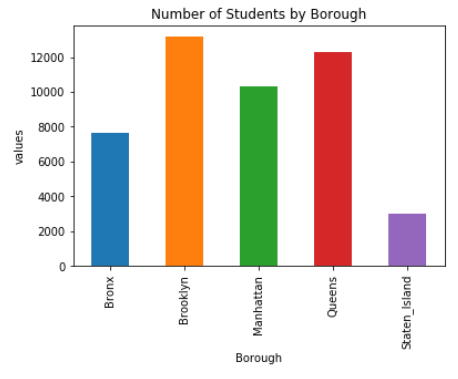 Number of Students by Borough
values
12000
10000
8000
6000
4000
2000
0
Bronx
Brooklyn
Manhattan
Queens
Staten_Island
Borough